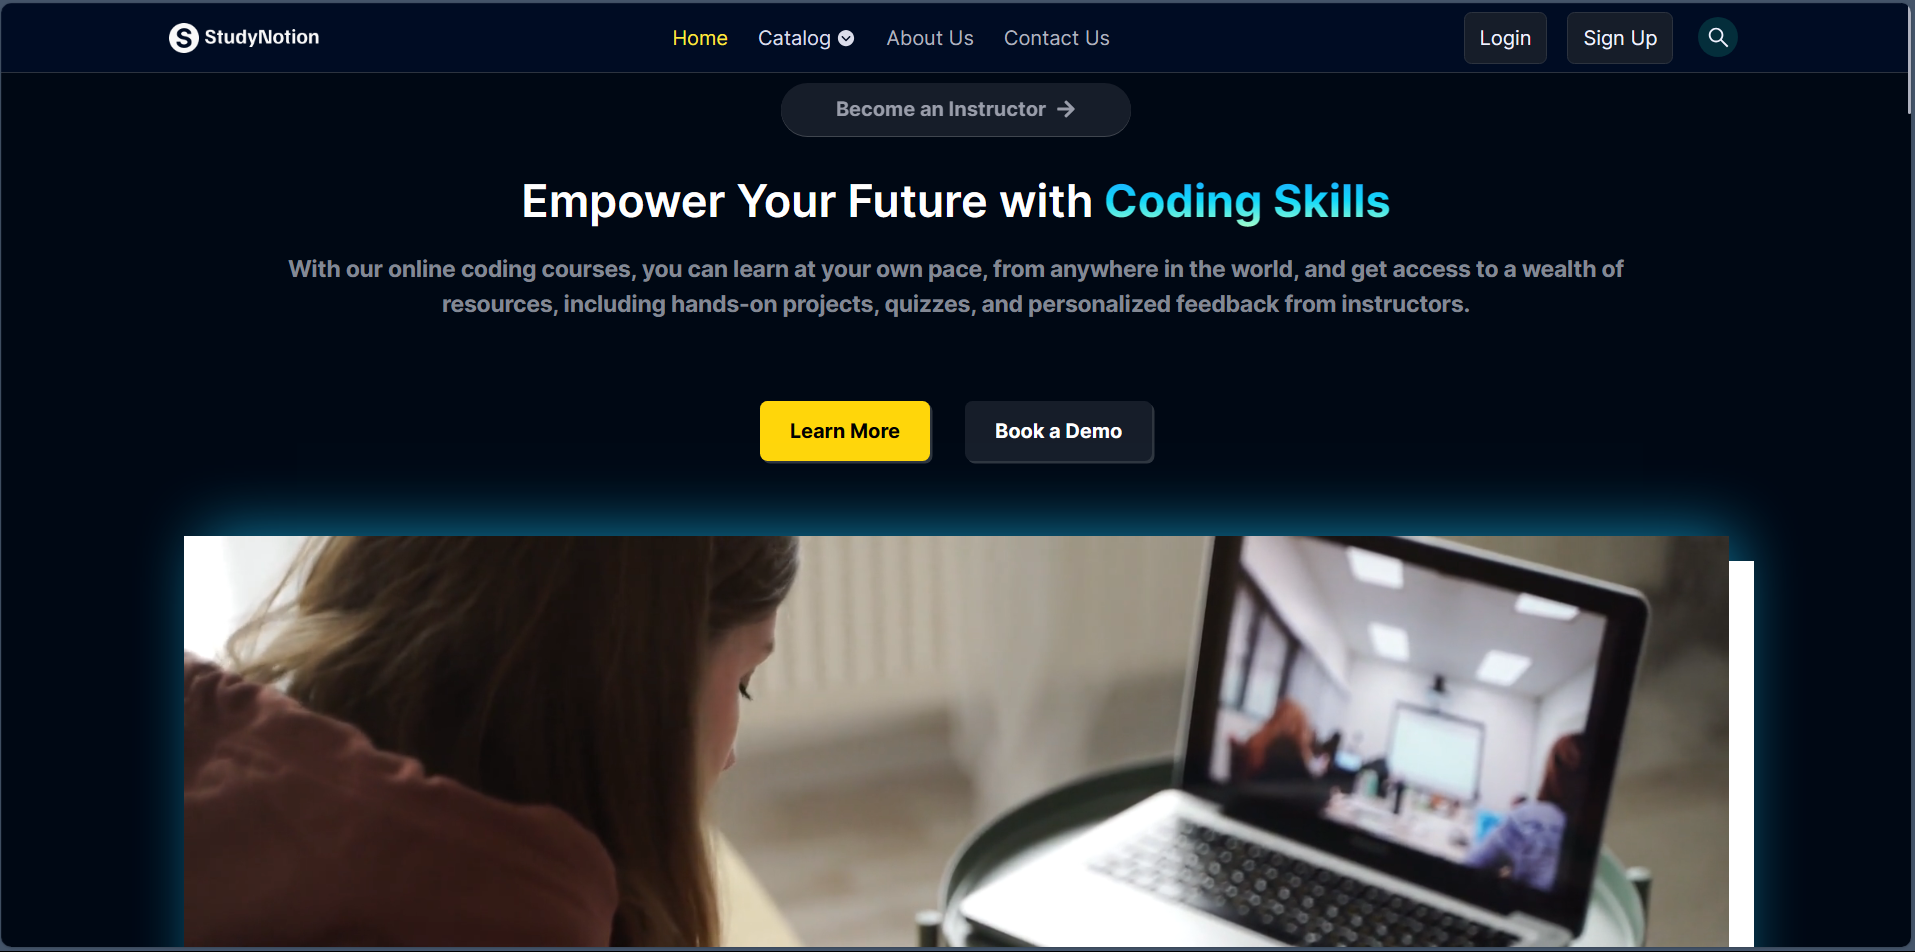 StudyNotion
Home
Catalog
About Us
Contact Us
Login
Sign Up
Become an Instructor
Empower Your Future with Coding Skills
With our online coding courses, you can learn at your own pace, from anywhere in the world, and get access to a wealth of
resources, including hands-on projects, quizzes, and personalized feedback from instructors.
Learn More
Book a Demo